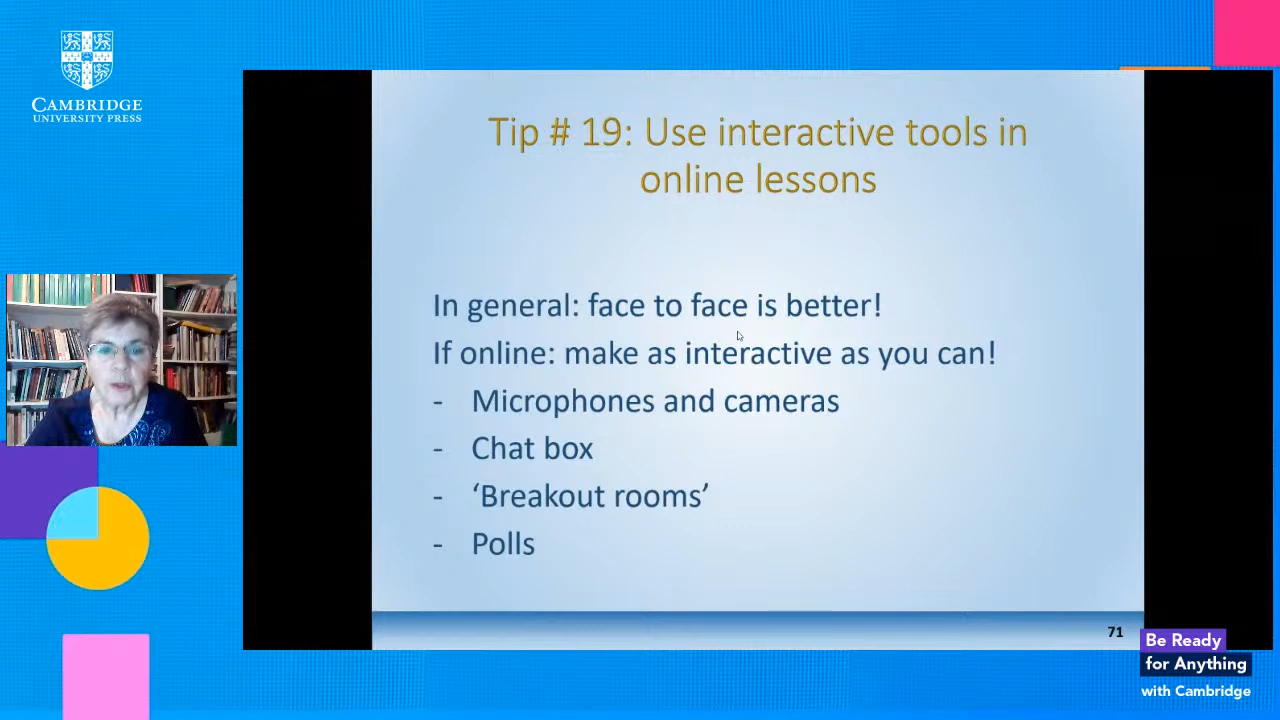 CAMBRIDGE
UNIVERSITY PRESS
Tip # 19: Use interactive tools in
online lessons
In general: face to face is better!
If online: make as interactive as you can!
- Microphones and cameras
- Chat box
- ‘Breakout rooms’
- Polls
71
Be Ready
for Anything
with Cambridge